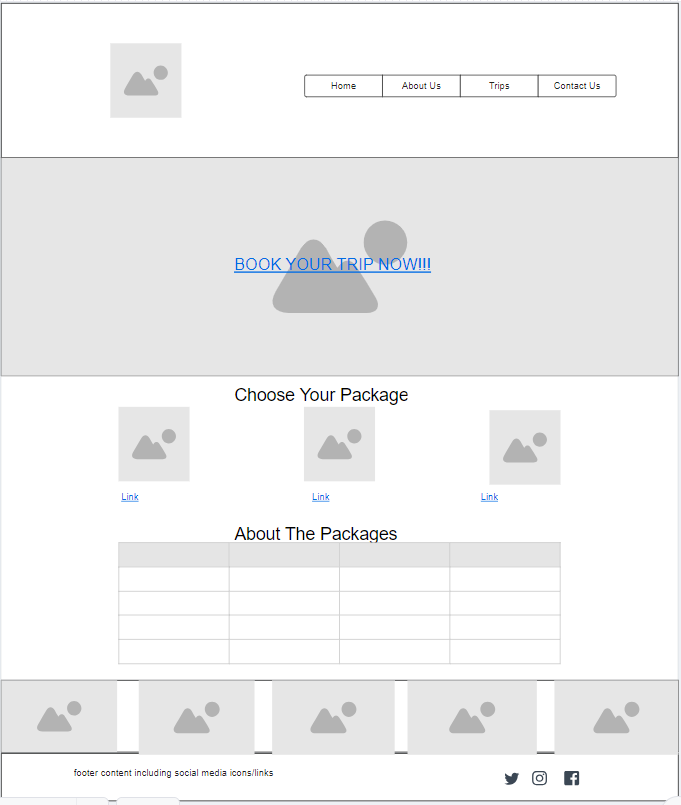 Home
About Us
Trips
Contact Us
BOOK YOUR TRIP NOW!!!
Choose Your Package
Link
Link
Link
About The Packages
footer content including social media icons/links